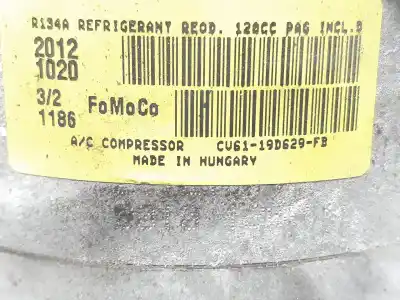 R134A REFRIGERANT REQD. 120CC PAG INCL.B
2012
1020
3/2 FoMoCo
1186
A/C COMPRESSOR CV61-19D629-FB
MADE IN HUNGARY